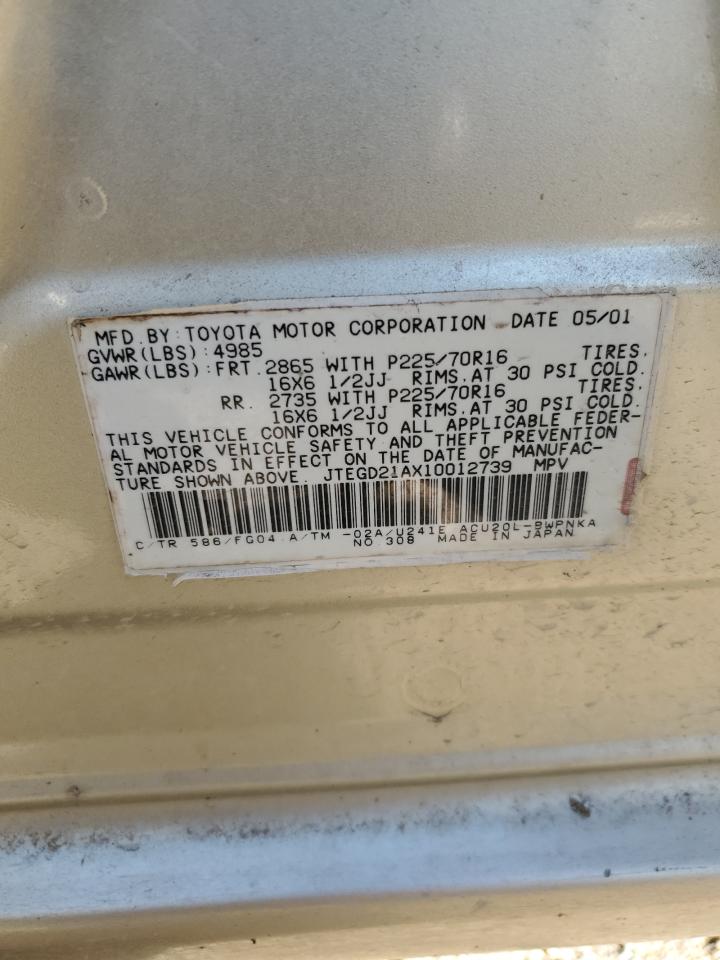 MFD. BY: TOYOTA MOTOR CORPORATION DATE 05/01
GVWR(LBS): 4985
GAWR(LBS): FRT. 2865 WITH P225/70R16 TIRES,
16X6 1/2JJ RIMS, AT 30 PSI COLD.
RR. 2735 WITH P225/70R16 TIRES,
16X6 1/2JJ RIMS, AT 30 PSI COLD.
THIS VEHICLE CONFORMS TO ALL APPLICABLE FEDER-
AL MOTOR VEHICLE SAFETY AND THEFT PREVENTION
STANDARDS IN EFFECT ON THE DATE OF MANUFAC-
TURE SHOWN ABOVE. JTEGD21AX10012739 MPV
C/TR 586/FG04 A/TM -02A/U241E ACU20L-BWPNKA
NO 308 MADE IN JAPAN